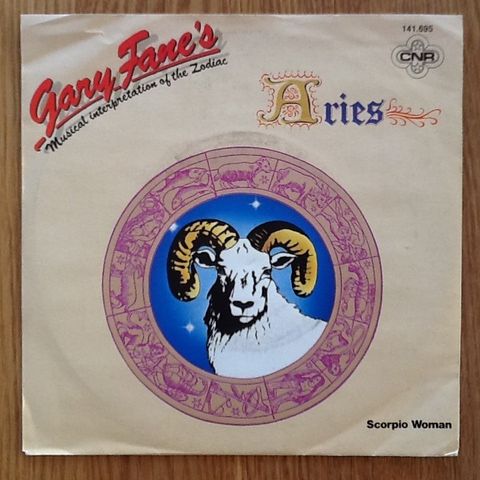 141.695
CNR
Gary Fane's
Musical interpretation of the Zodiac
Aries
Scorpio Woman